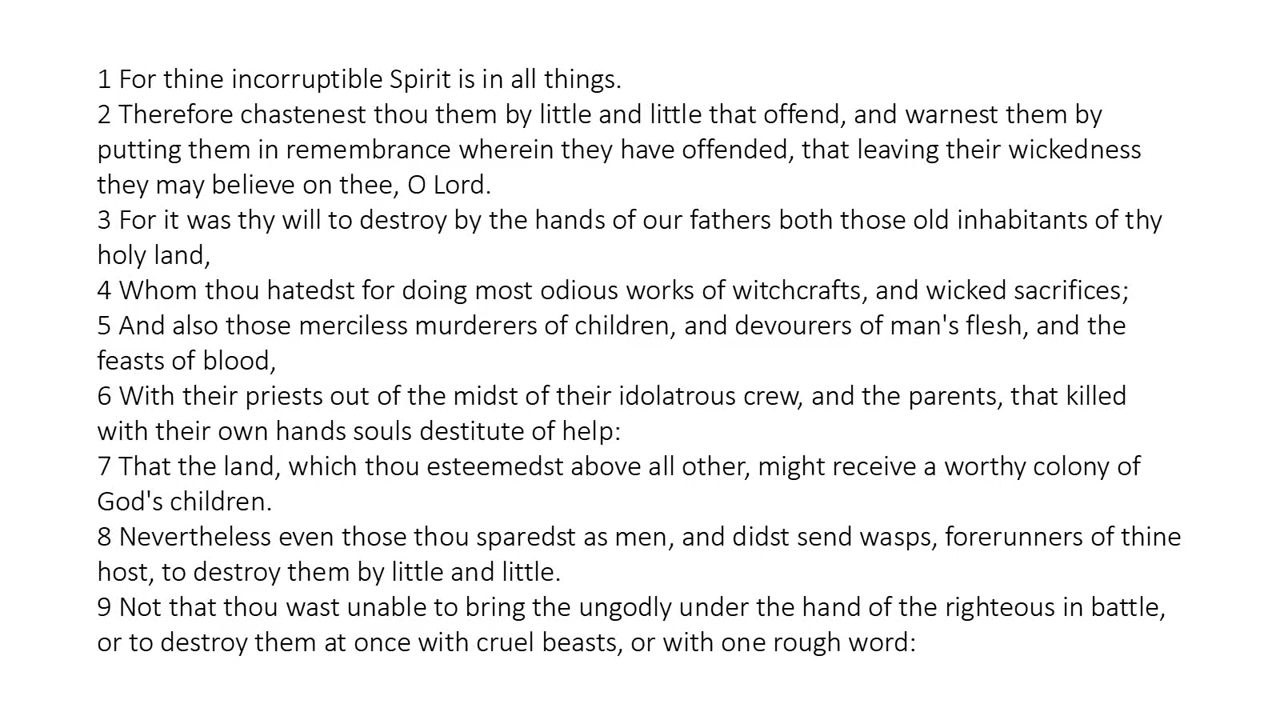 1 For thine incorruptible Spirit is in all things.
2 Therefore chastenest thou them by little and little that offend, and warnest them by
putting them in remembrance wherein they have offended, that leaving their wickedness
they may believe on thee, O Lord.
3 For it was thy will to destroy by the hands of our fathers both those old inhabitants of thy
holy land,
4 Whom thou hatedst for doing most odious works of witchcrafts, and wicked sacrifices;
5 And also those merciless murderers of children, and devourers of man's flesh, and the
feasts of blood,
6 With their priests out of the midst of their idolatrous crew, and the parents, that killed
with their own hands souls destitute of help:
7 That the land, which thou esteemedst above all other, might receive a worthy colony of
God's children.
8 Nevertheless even those thou sparedst as men, and didst send wasps, forerunners of thine
host, to destroy them by little and little.
9 Not that thou wast unable to bring the ungodly under the hand of the righteous in battle,
or to destroy them at once with cruel beasts, or with one rough word: